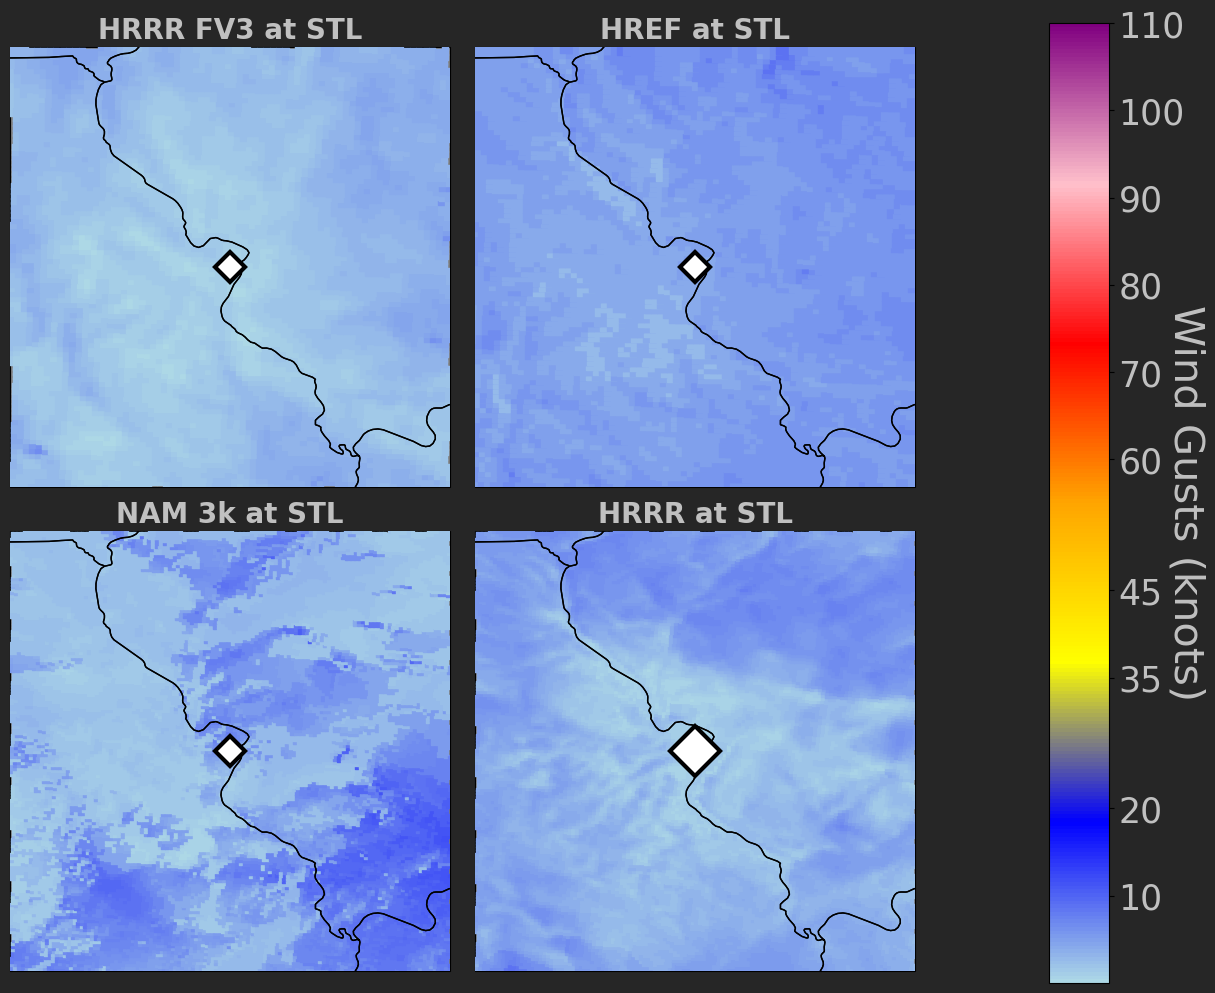 HRRR FV3 at STL
HREF at STL
NAM 3k at STL
HRRR at STL
110
100
90
80
70
60
45
35
20
10
Wind Gusts (knots)